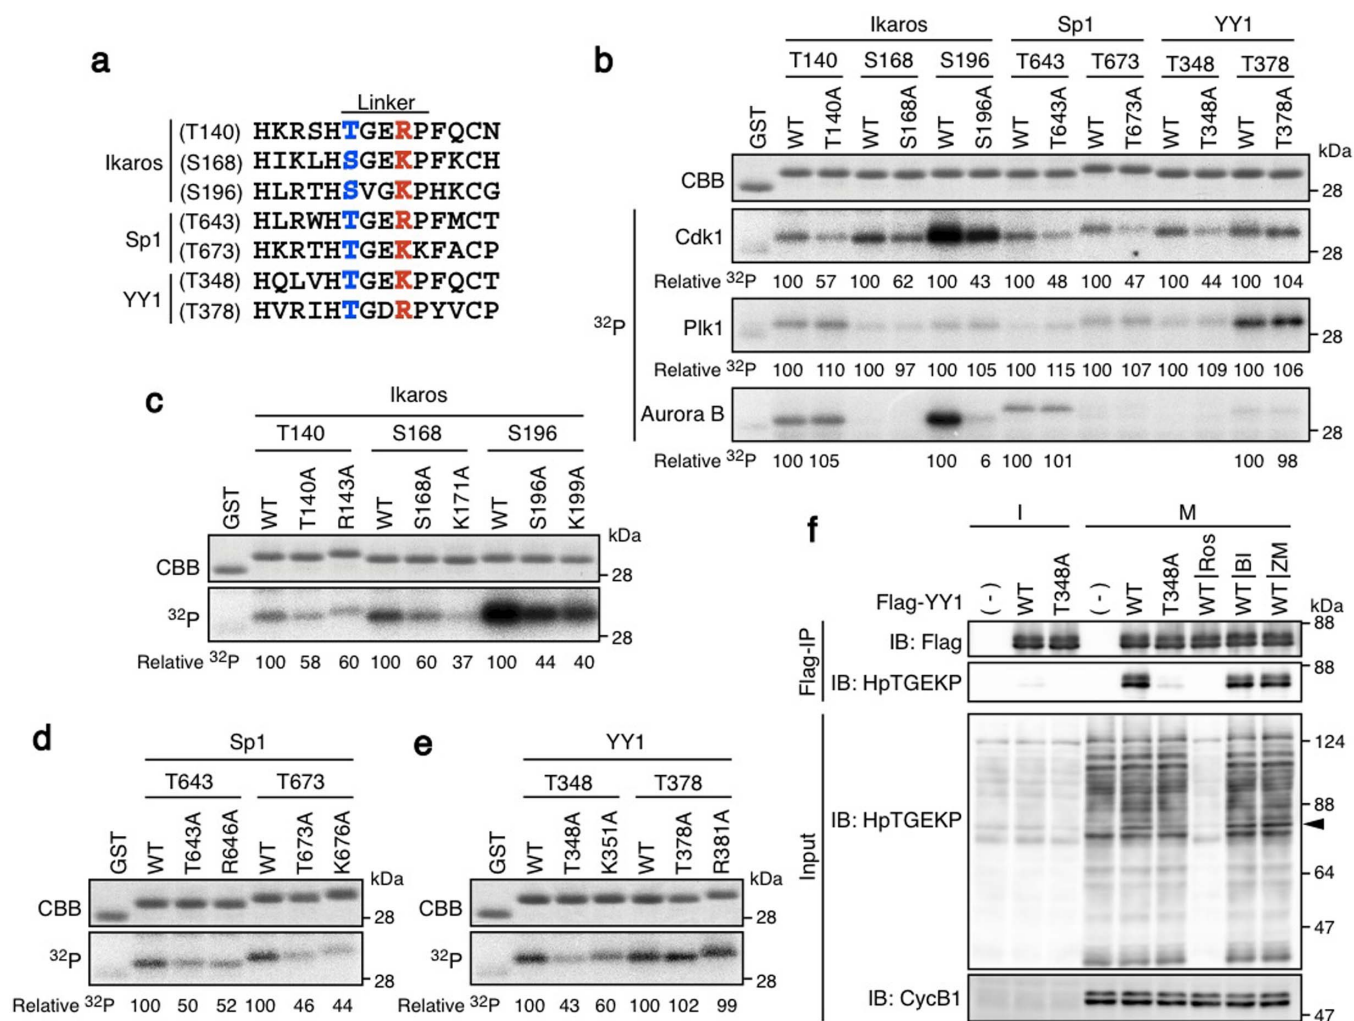 a
Linker
Ikaros
(T140) HKRSHTGERPFQCN
(S168) HIKLHSGEKPFKCH
(S196) HLRTHSVGKPHKCG
Sp1
(T643) HLRWHTGERPFMCT
(T673) HKRTHTGEKKFACP
YY1
(T348) HQLVHTGEKPFQCT
(T378) HVRIHTGDRPYVCP
b
Ikaros Sp1 YY1
T140 S168 S196 T643 T673 T348 T378
GST WT T140A WT S168A WT S196A WT T643A WT T673A WT T348A WT T378A
kDa
CBB
28
32P
Cdk1
28
Relative 32P 100 57 100 62 100 43 100 48 100 47 100 44 100 104
Plk1
28
Relative 32P 100 110 100 97 100 105 100 115 100 107 100 109 100 106
Aurora B
28
Relative 32P 100 105 100 6 100 101 100 98
c
Ikaros
T140 S168 S196
GST WT T140A R143A WT S168A K171A WT S196A K199A
kDa
CBB
28
32P
28
Relative 32P 100 58 60 100 60 37 100 44 40
d
Sp1
T643 T673
GST WT T643A R646A WT T673A K676A
kDa
CBB
28
32P
28
Relative 32P 100 50 52 100 46 44
e
YY1
T348 T378
GST WT T348A K351A WT T378A R381A
kDa
CBB
28
32P
28
Relative 32P 100 43 60 100 102 99
f
I M
Flag-YY1 (-) WT T348A (-) WT T348A WT|Ros WT|BI WT|ZM
kDa
Flag-IP
IB: Flag
88
IB: HpTGEKP
88
Input
IB: HpTGEKP
124
88
64
47
IB: CycB1
47